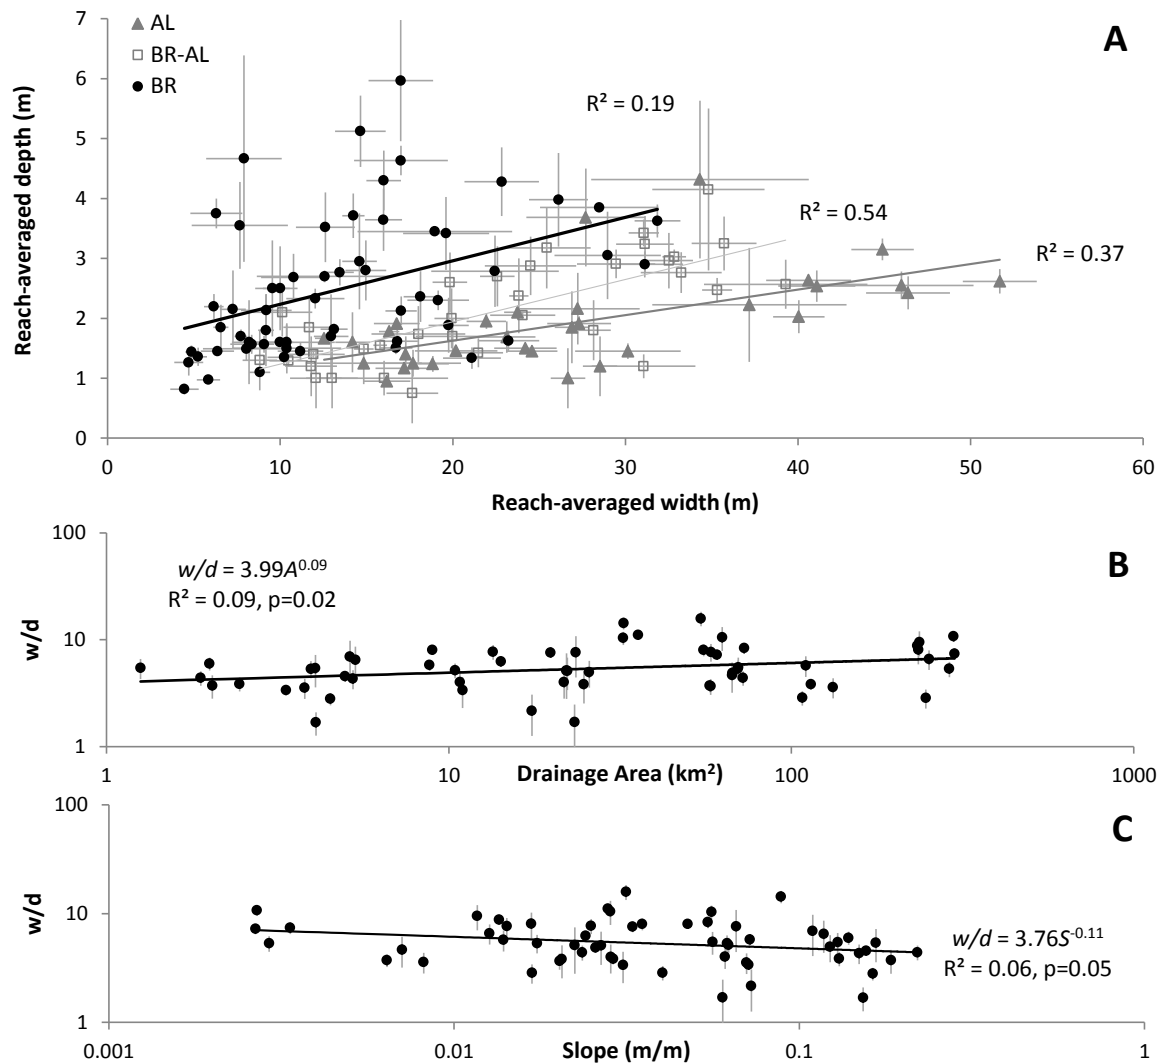 7
AL
A
BR-AL
6
BR
R² = 0.19
5
4
R² = 0.54
R² = 0.37
3
2
1
0
Reach-averaged depth (m)
0 10 20 30 40 50 60
Reach-averaged width (m)
100
w/d = 3.99A^0.09
B
R² = 0.09, p=0.02
10
w/d
1
1 10 100 1000
Drainage Area (km²)
100
C
10
w/d
w/d = 3.76S^-0.11
R² = 0.06, p=0.05
1
0.001 0.01 0.1 1
Slope (m/m)